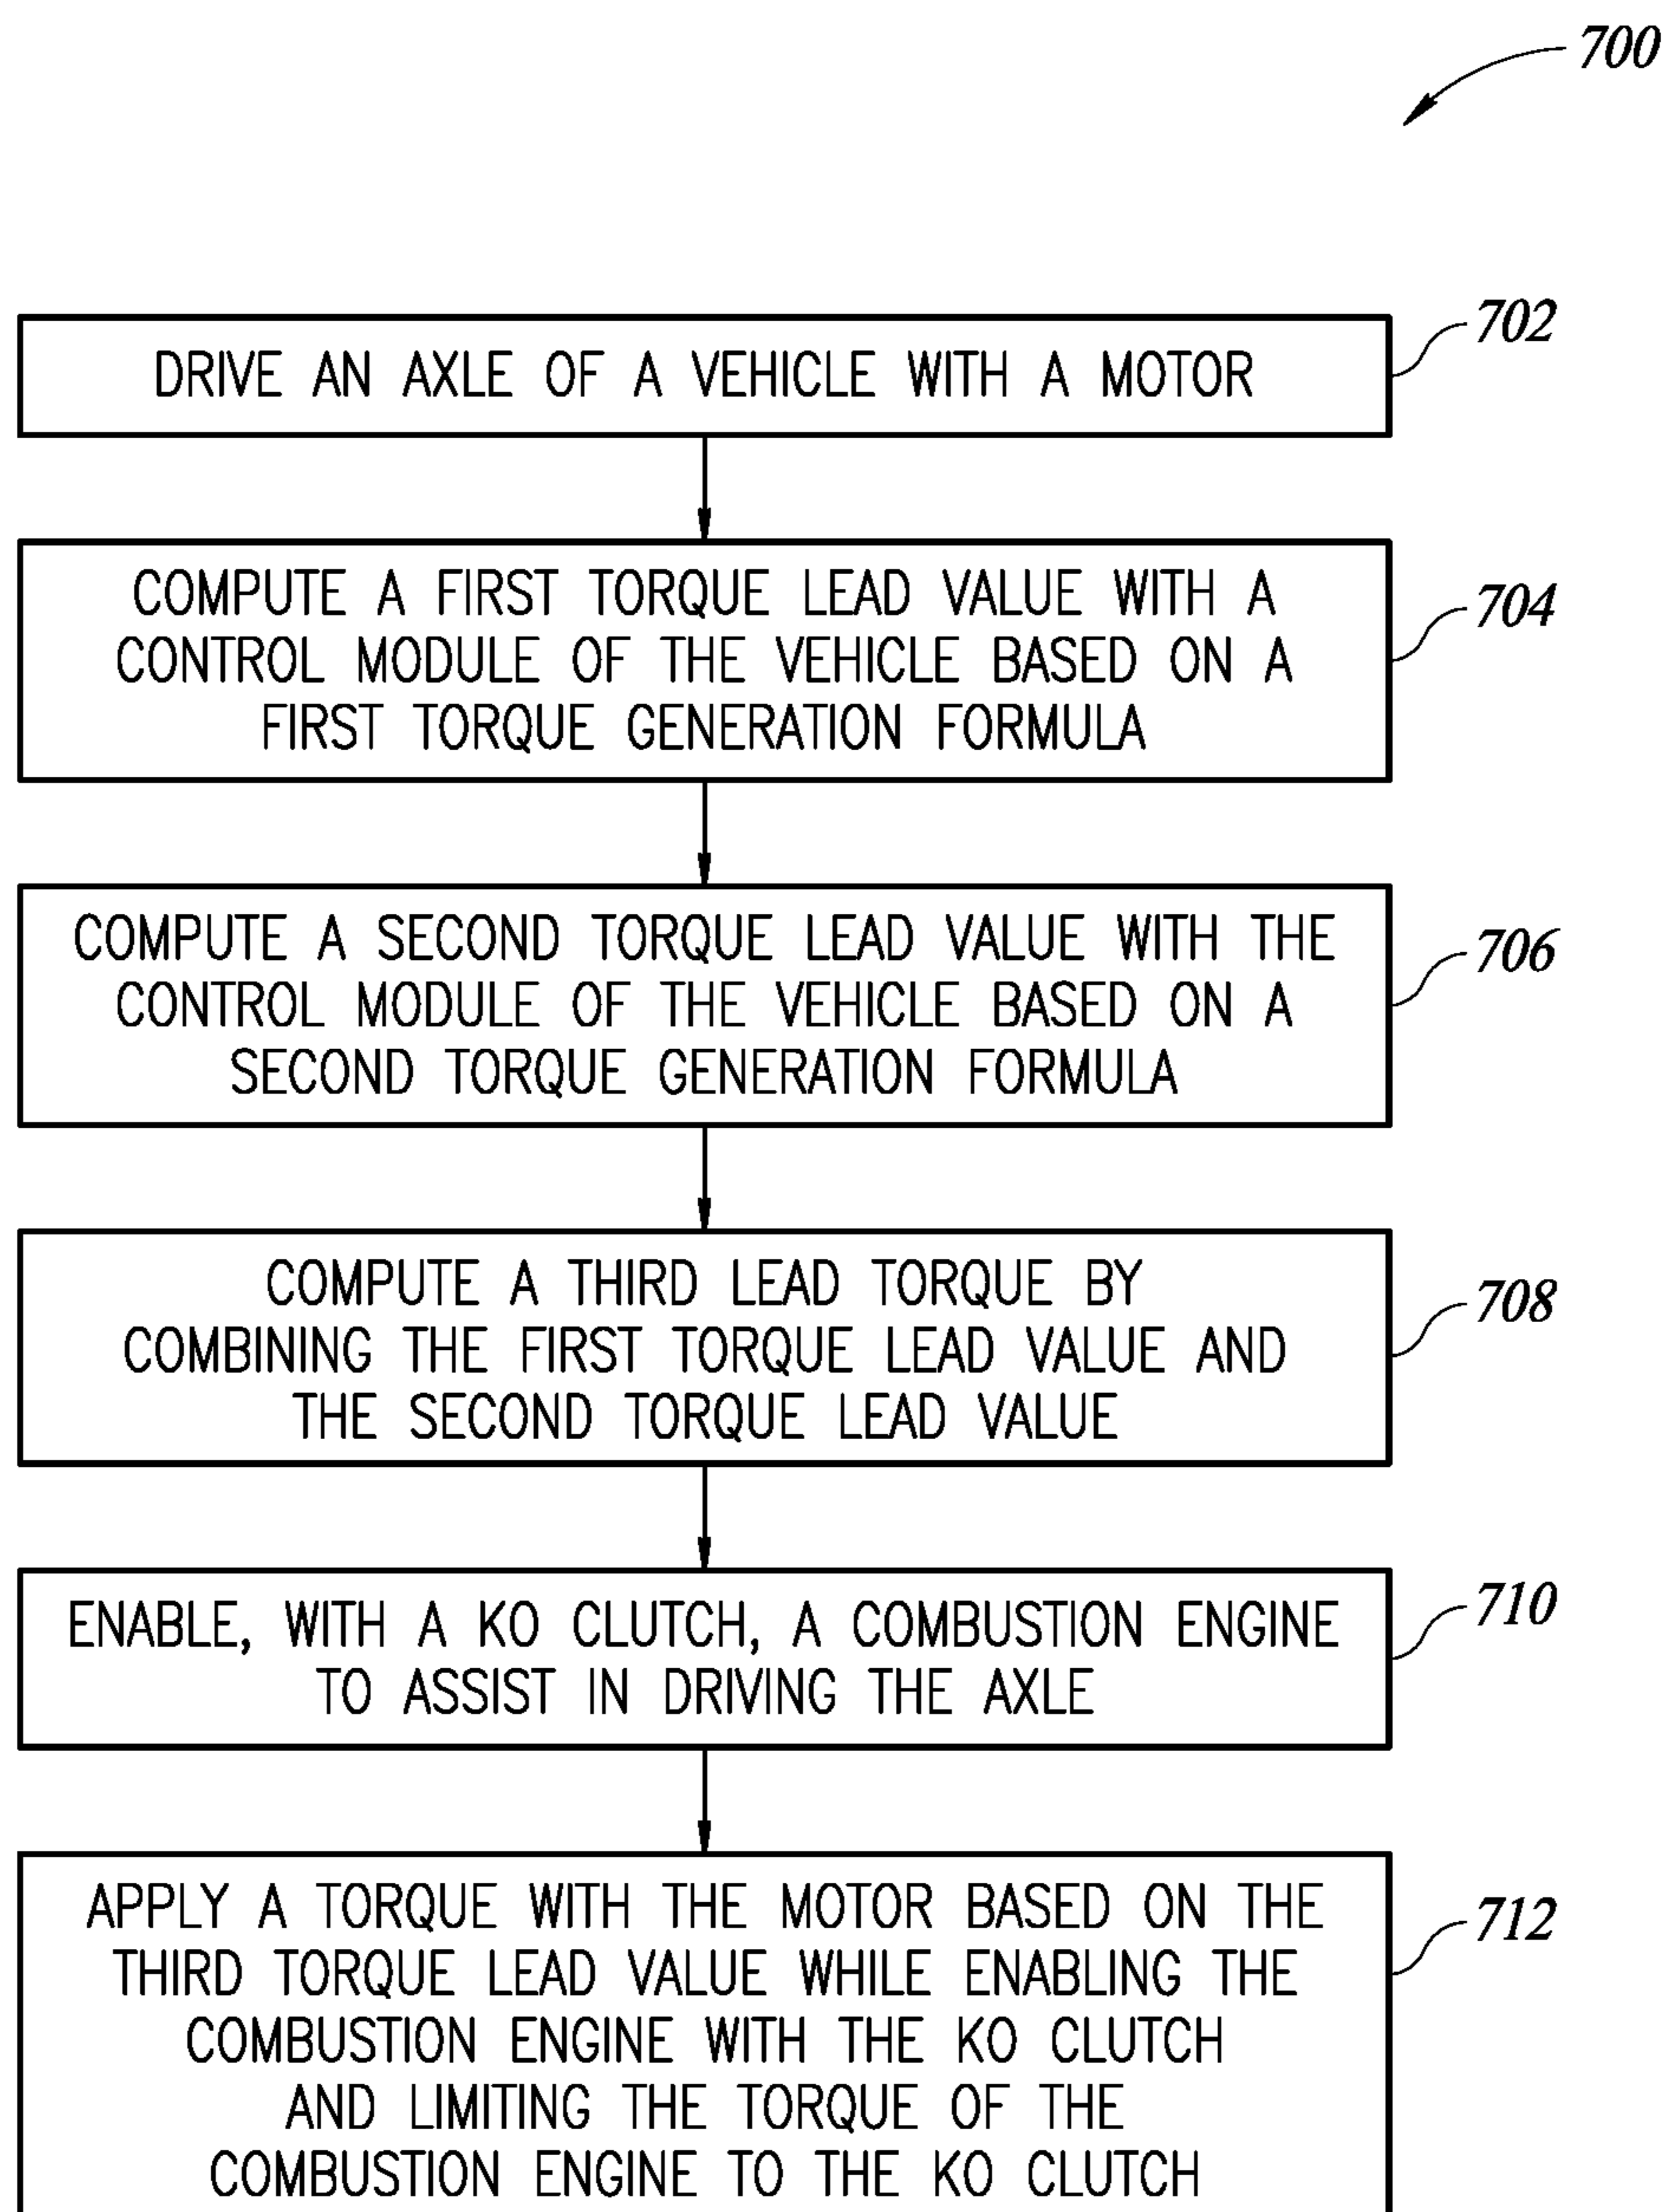 700
DRIVE AN AXLE OF A VEHICLE WITH A MOTOR
702
COMPUTE A FIRST TORQUE LEAD VALUE WITH A
CONTROL MODULE OF THE VEHICLE BASED ON A
FIRST TORQUE GENERATION FORMULA
704
COMPUTE A SECOND TORQUE LEAD VALUE WITH THE
CONTROL MODULE OF THE VEHICLE BASED ON A
SECOND TORQUE GENERATION FORMULA
706
COMPUTE A THIRD LEAD TORQUE BY
COMBINING THE FIRST TORQUE LEAD VALUE AND
THE SECOND TORQUE LEAD VALUE
708
ENABLE, WITH A KO CLUTCH, A COMBUSTION ENGINE
TO ASSIST IN DRIVING THE AXLE
710
APPLY A TORQUE WITH THE MOTOR BASED ON THE
THIRD TORQUE LEAD VALUE WHILE ENABLING THE
COMBUSTION ENGINE WITH THE KO CLUTCH
AND LIMITING THE TORQUE OF THE
COMBUSTION ENGINE TO THE KO CLUTCH
712